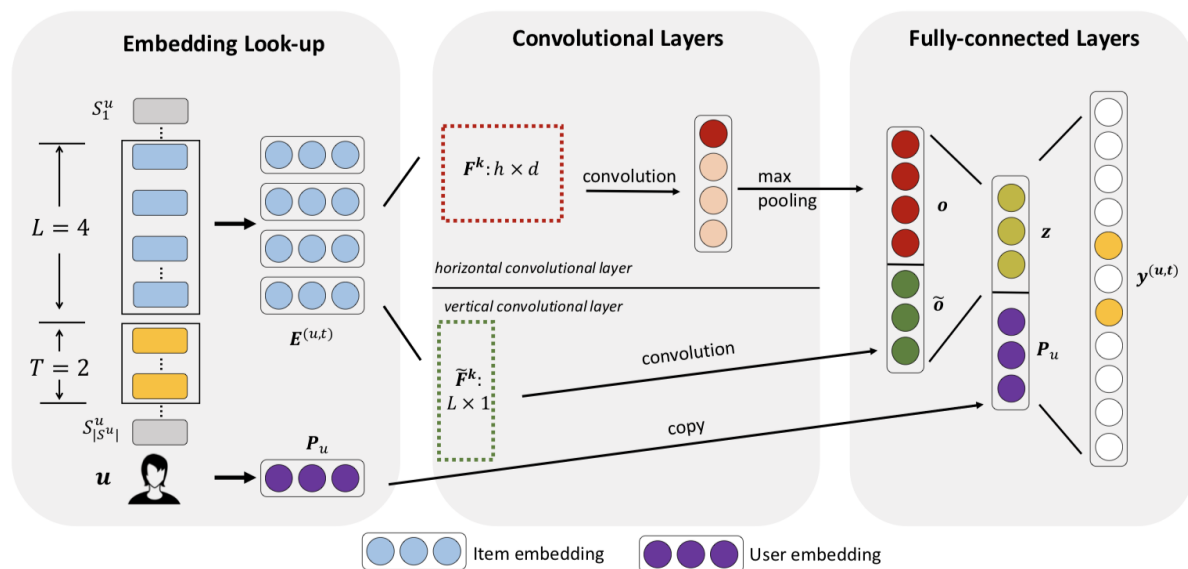 Embedding Look-up
Convolutional Layers
Fully-connected Layers
S₁ᵘ
L = 4
T = 2
S^u_{|S^u|}
u
E^(u,t)
P_u
F^k: h × d
convolution
max
pooling
horizontal convolutional layer
vertical convolutional layer
F̃^k:
L × 1
convolution
copy
o
õ
z
P_u
y^(u,t)
Item embedding
User embedding